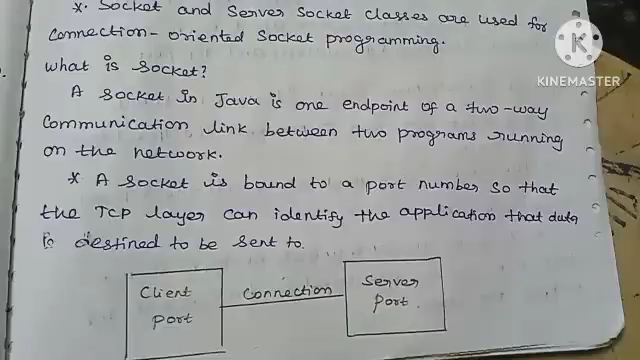 *. Socket and Server Socket classes are used for
connection-oriented socket programming.
What is Socket?
A Socket in Java is one endpoint of a two-way
communication link between two programs running
on the network.
* A Socket is bound to a port number so that
the TCP layer can identify the application that data
is destined to be sent to.
Client
port
Connection
Server
port
K
KINEMASTER